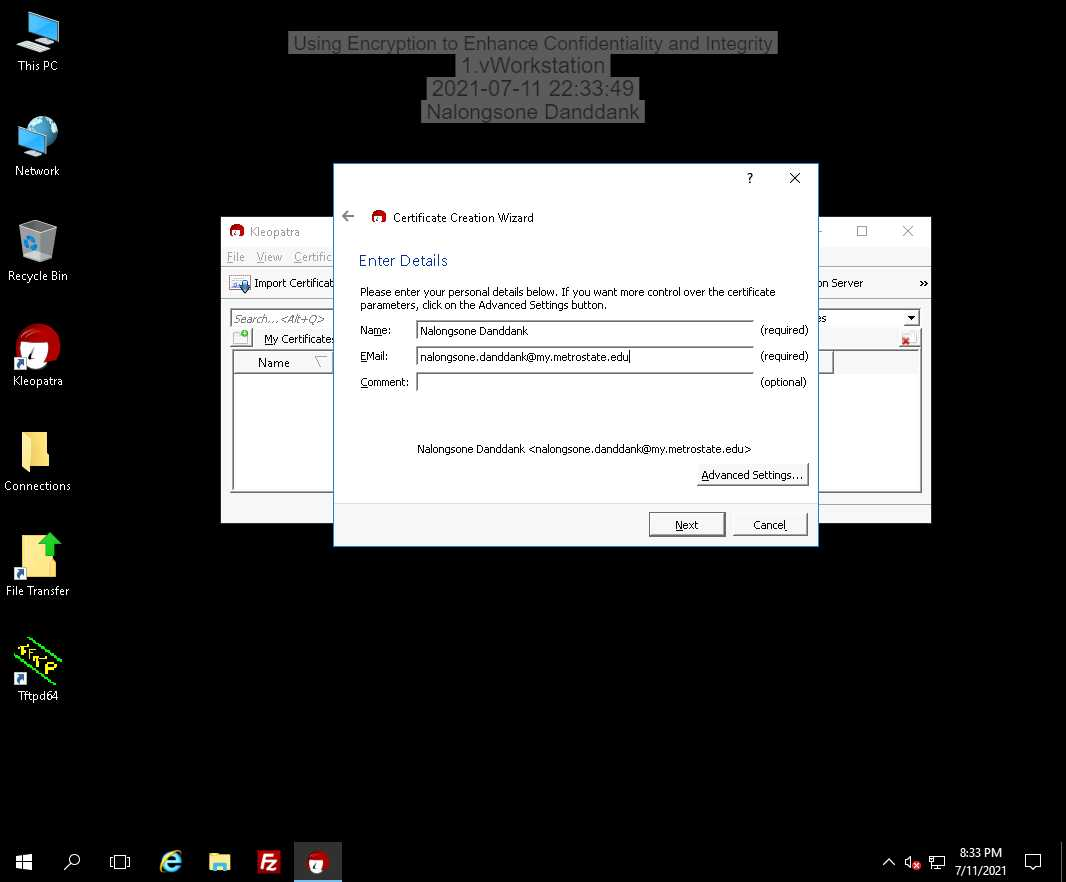 Using Encryption to Enhance Confidentiality and Integrity
1.vWorkstation
2021-07-11 22:33:49
Nalongsone Danddank
This PC
Network
Recycle Bin
Kleopatra
Connections
File Transfer
Tftpd64
Kleopatra
File View Certific
Import Certificat
on Server »
Search...<Alt+Q>
es
My Certificates
Name
?
Certificate Creation Wizard
Enter Details
Please enter your personal details below. If you want more control over the certificate
parameters, click on the Advanced Settings button.
Name: Nalongsone Danddank (required)
EMail: nalongsone.danddank@my.metrostate.edu (required)
Comment: (optional)
Nalongsone Danddank <nalongsone.danddank@my.metrostate.edu>
Advanced Settings...
Next Cancel
8:33 PM
7/11/2021